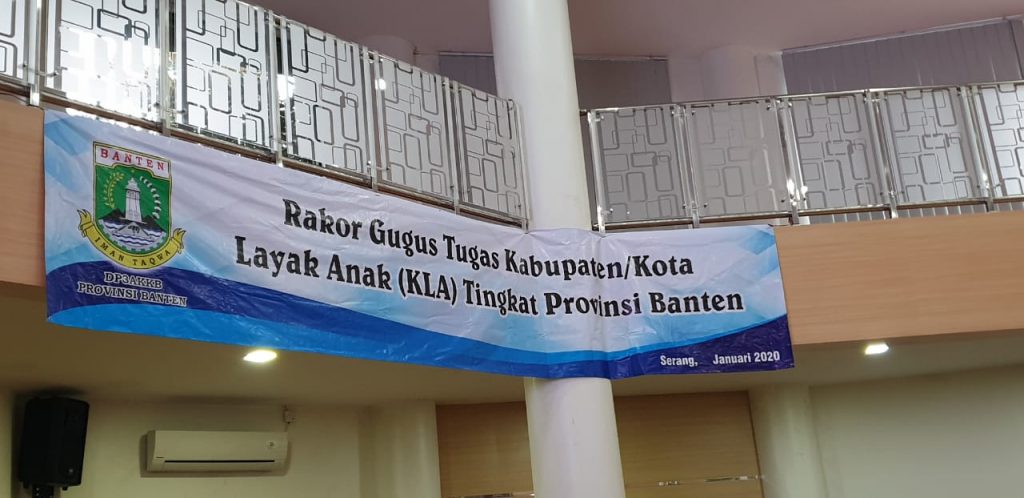 BANTEN
IMAN TAQWA
DP3AKKB
PROVINSI BANTEN
Rakor Gugus Tugas Kabupaten/Kota
Layak Anak (KLA) Tingkat Provinsi Banten
Serang, Januari 2020